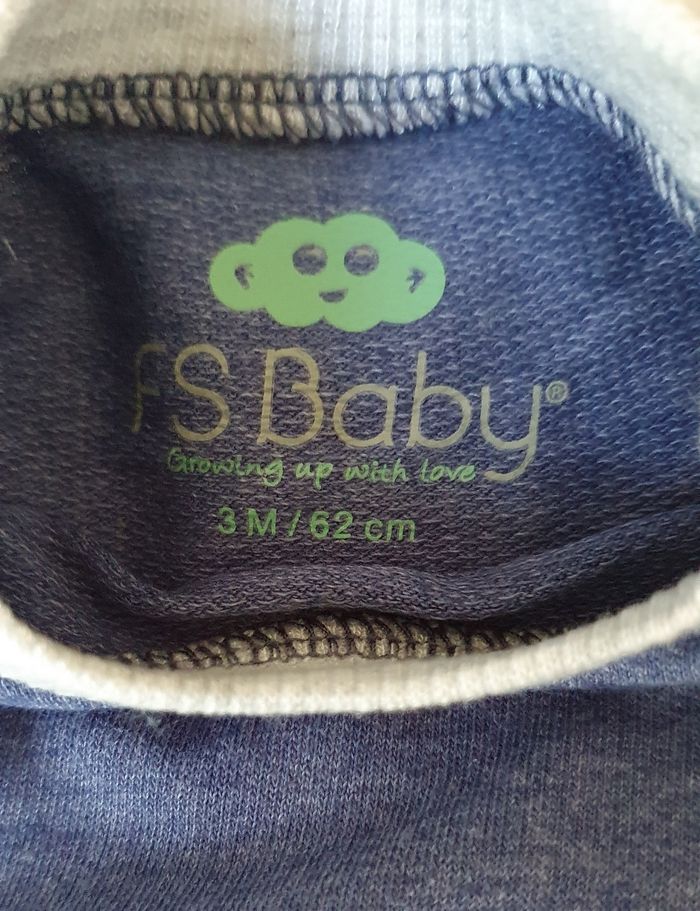 FS Baby®
Growing up with love
3 M / 62 cm